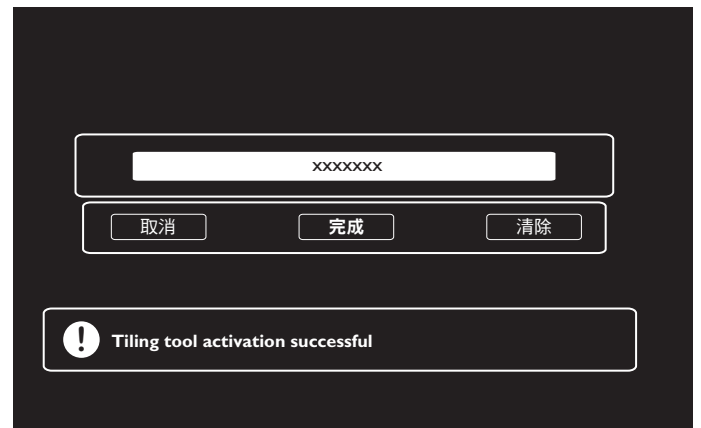 xxxxxxx
取消 完成 清除
Tiling tool activation successful